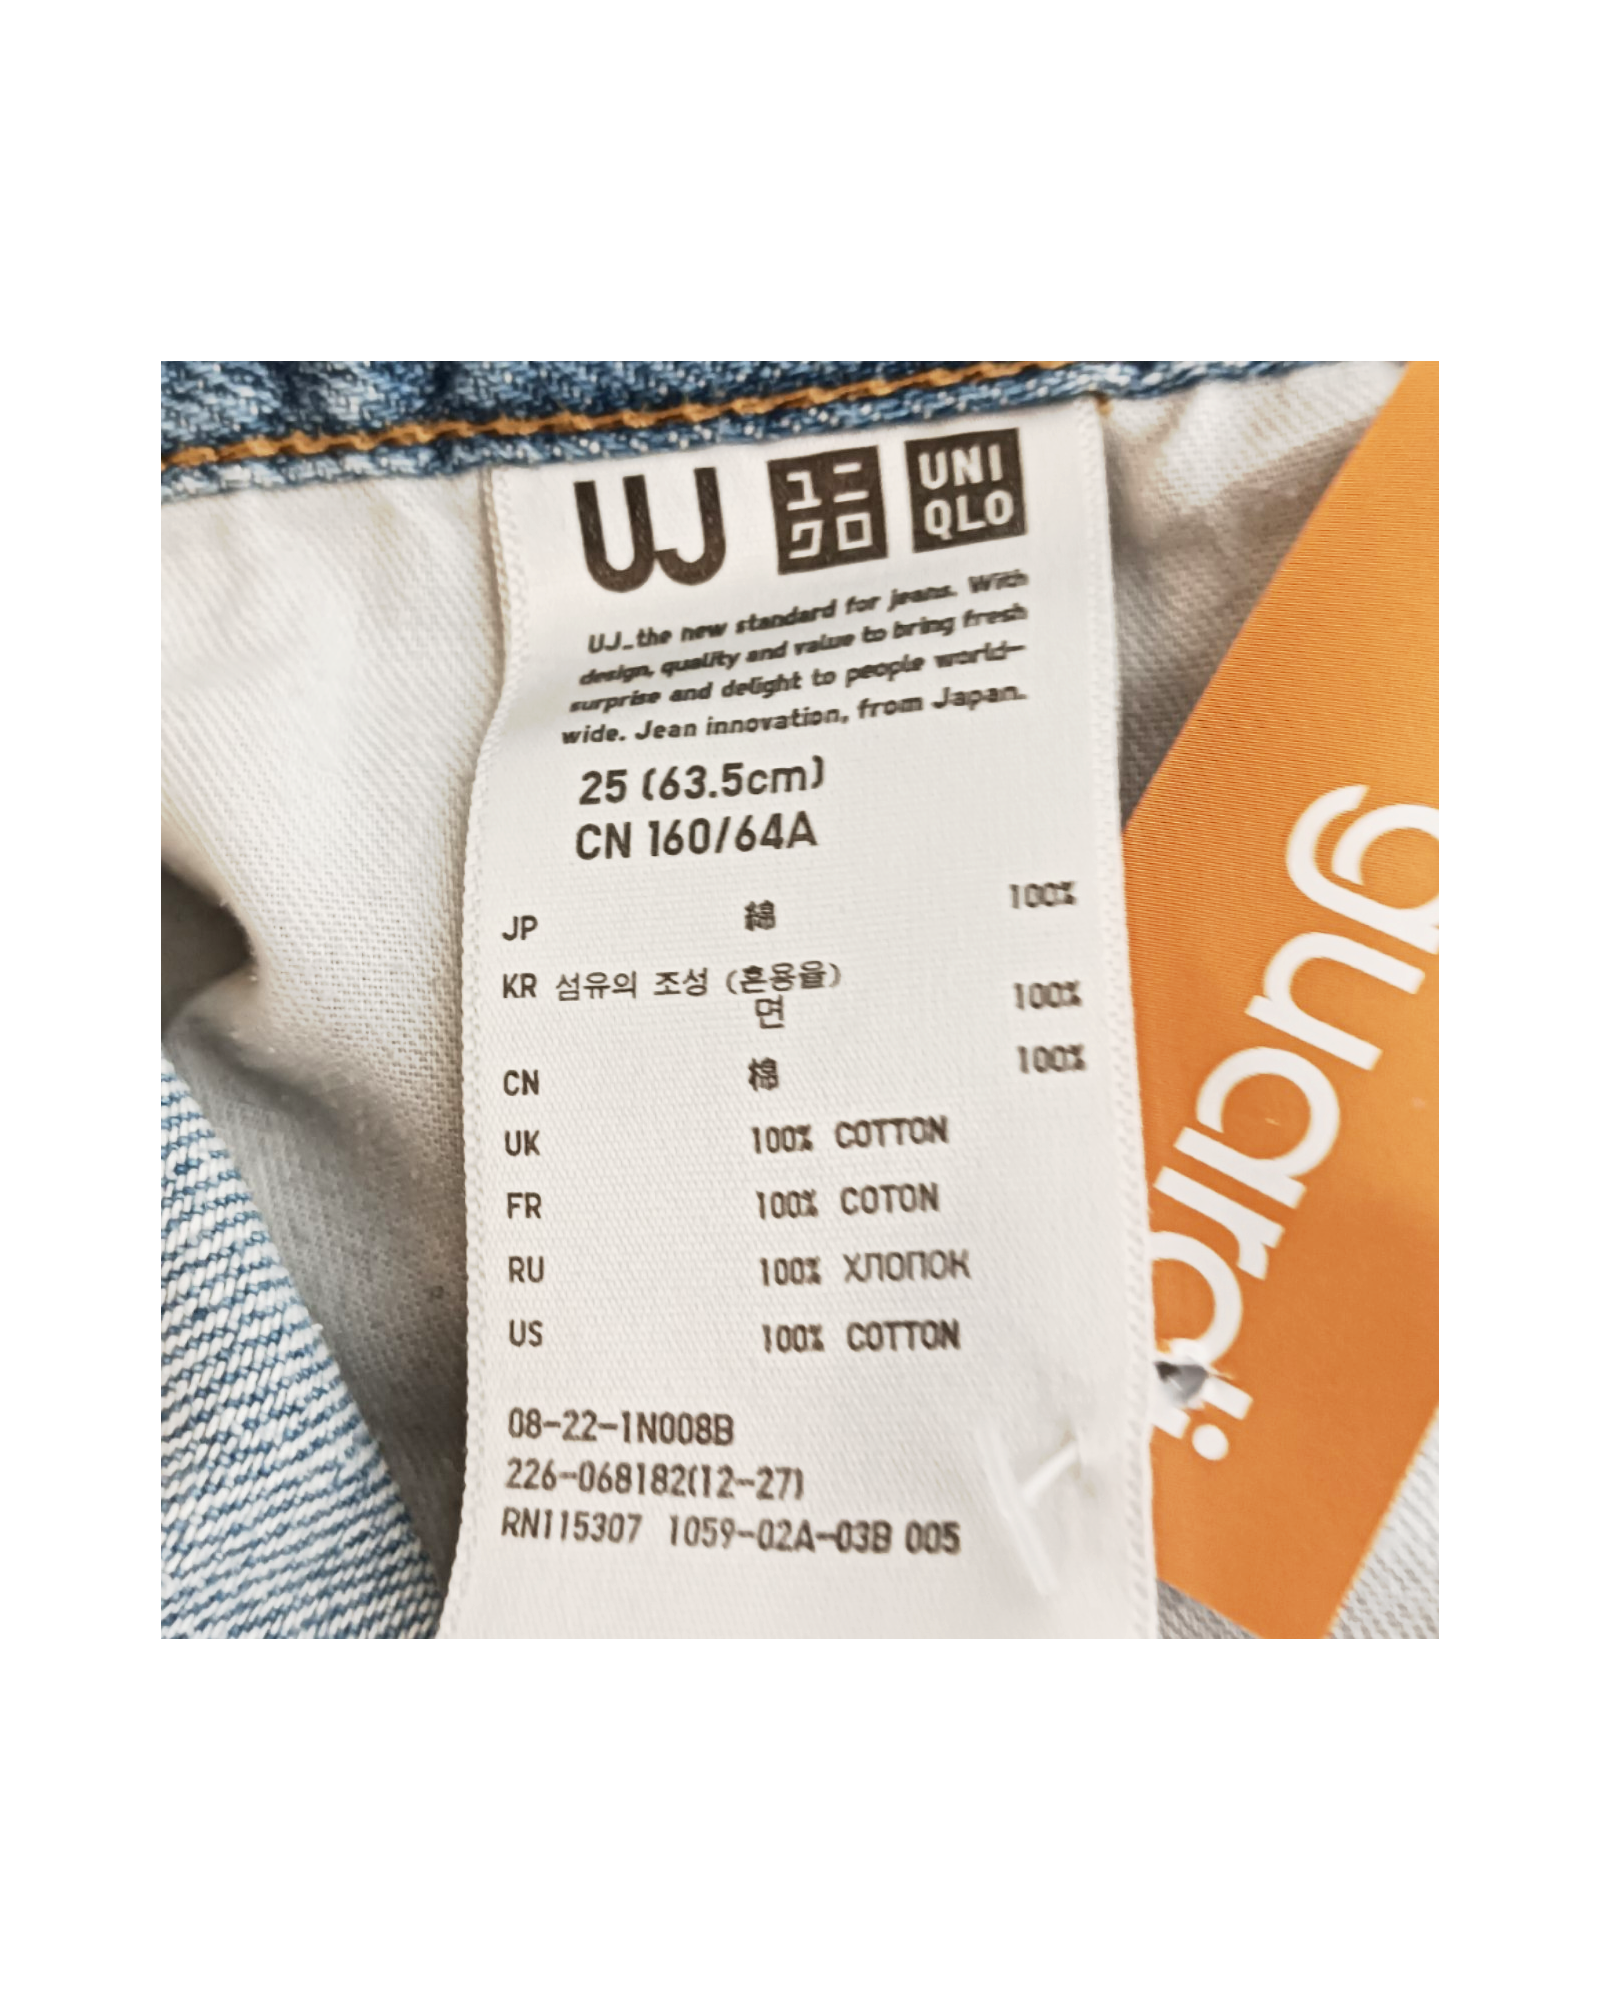 UJ ユニクロ UNIQLO
UJ_the new standard for jeans. With
design, quality and value to bring fresh
surprise and delight to people world-
wide. Jean innovation, from Japan.
25 (63.5cm)
CN 160/64A
JP 綿 100%
KR 섬유의 조성 (혼용율)
면 100%
CN 棉 100%
UK 100% COTTON
FR 100% COTON
RU 100% ХЛОПОК
US 100% COTTON
08-22-1N008B
226-068182(12-27)
RN115307 1059-02A-03B 005